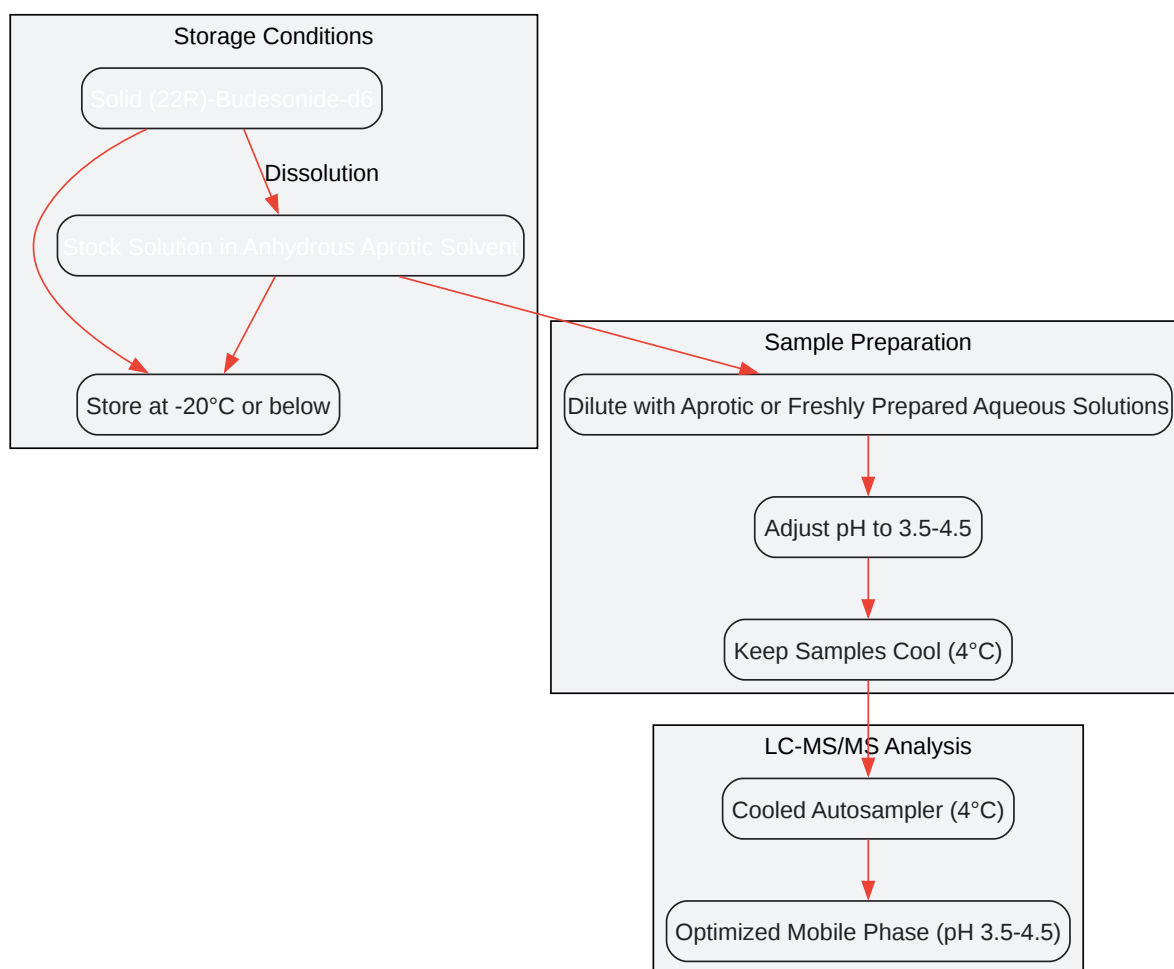 Storage Conditions
Solid (22R)-Budesonide-d6
Dissolution
Stock Solution in Anhydrous Aprotic Solvent
Store at -20°C or below
Sample Preparation
Dilute with Aprotic or Freshly Prepared Aqueous Solutions
Adjust pH to 3.5-4.5
Keep Samples Cool (4°C)
LC-MS/MS Analysis
Cooled Autosampler (4°C)
Optimized Mobile Phase (pH 3.5-4.5)